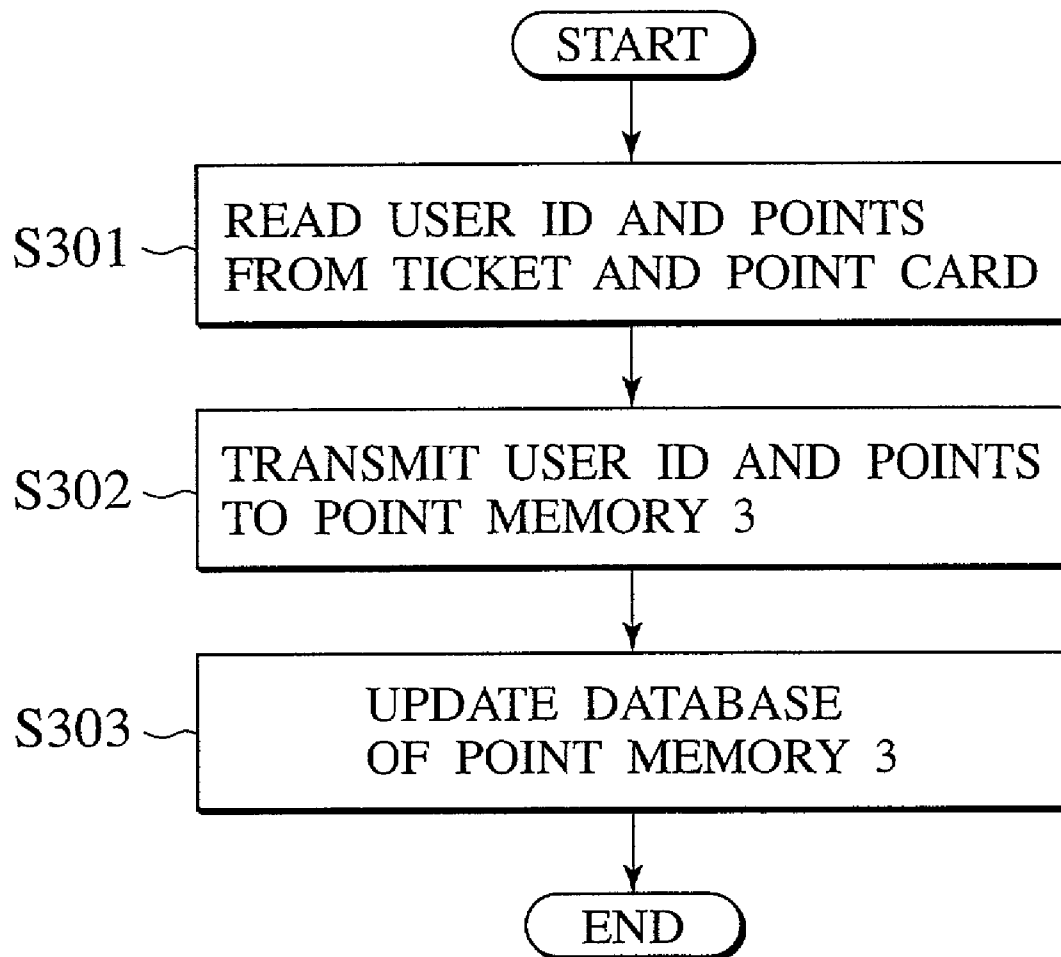 START
S301
READ USER ID AND POINTS
FROM TICKET AND POINT CARD
S302
TRANSMIT USER ID AND POINTS
TO POINT MEMORY 3
S303
UPDATE DATABASE
OF POINT MEMORY 3
END